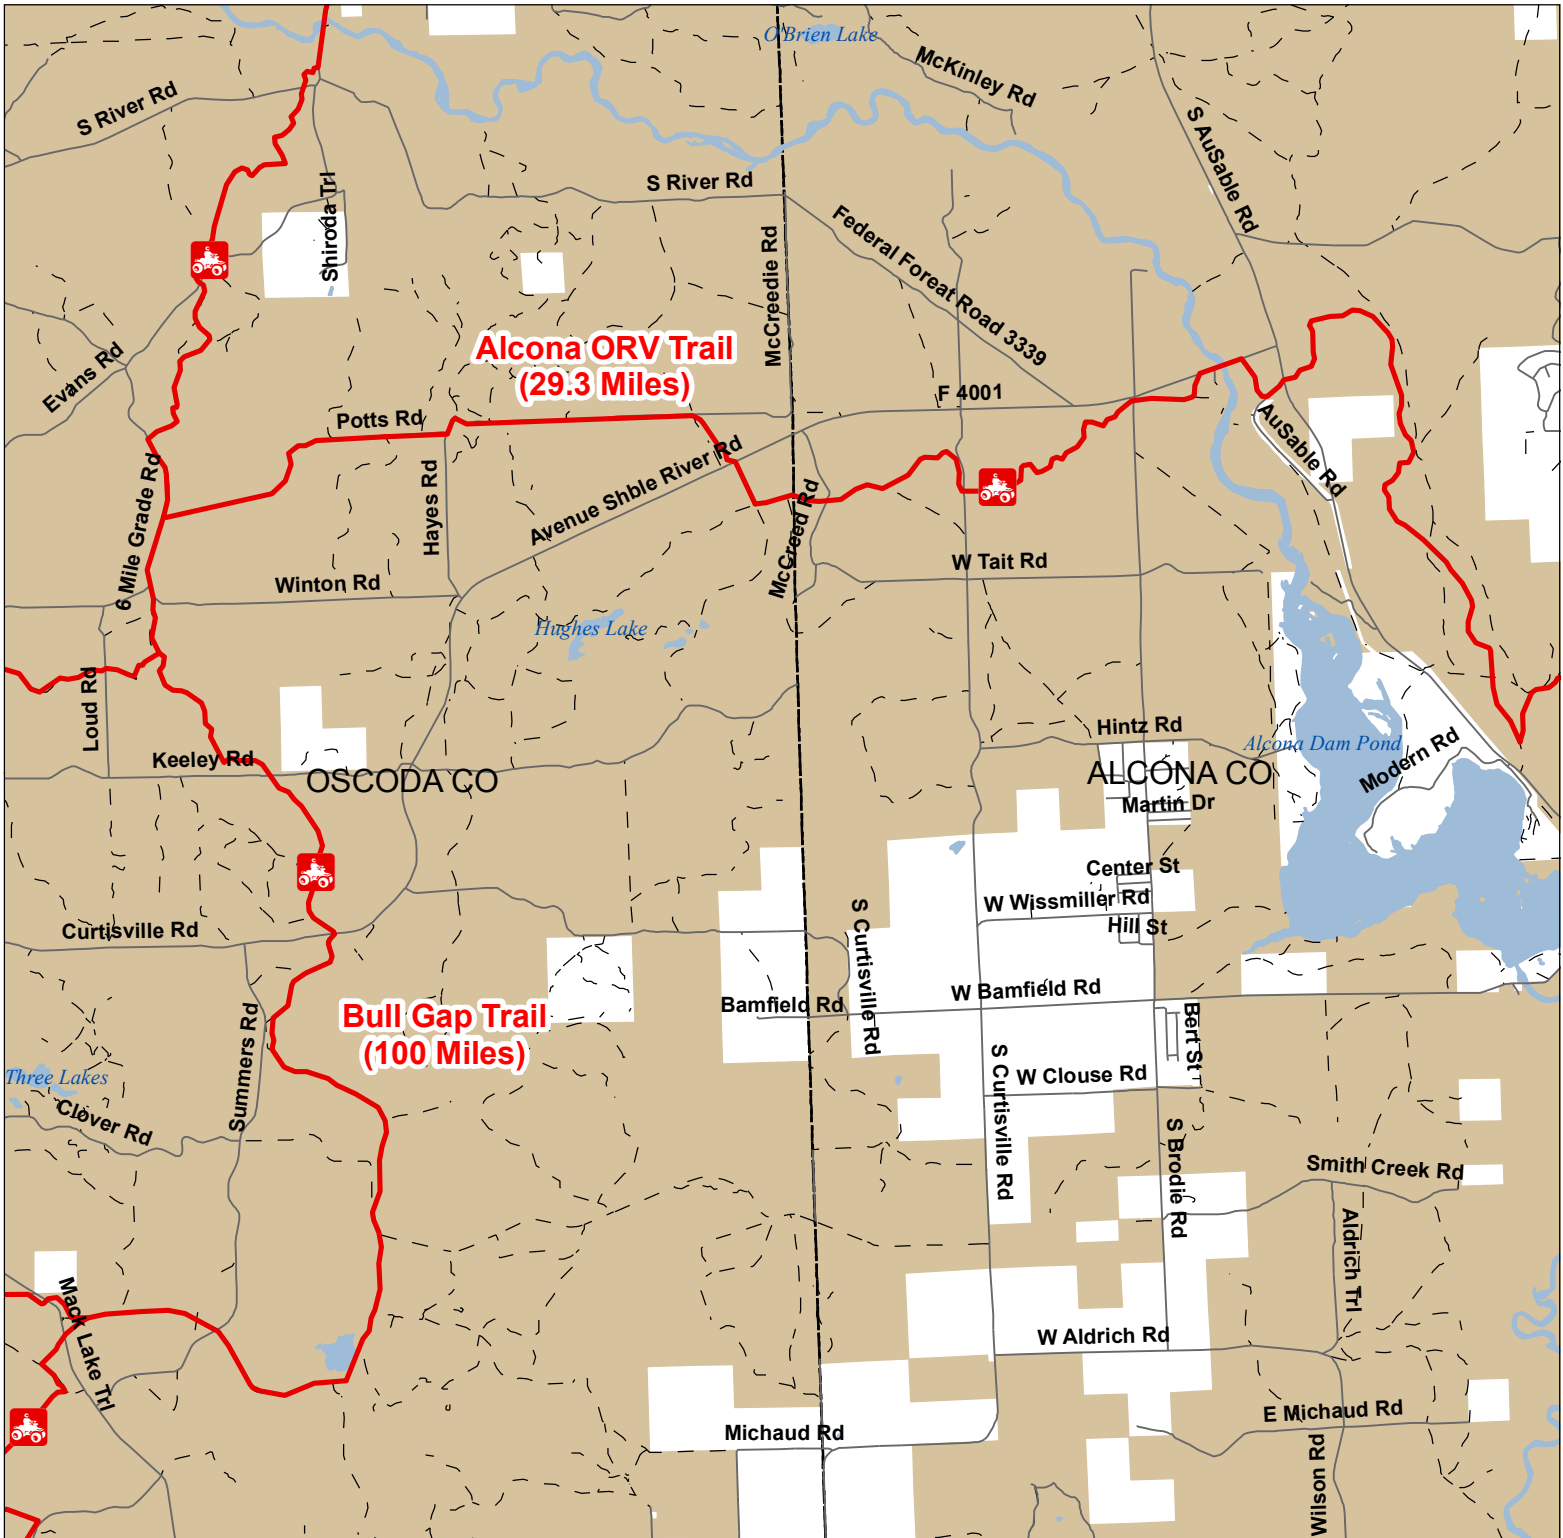 O'Brien Lake
McKinley Rd
S River Rd
S AuSable Rd
S River Rd
Shiroda Trl
McCreedie Rd
Federal Foreat Road 3339
Alcona ORV Trail
(29.3 Miles)
Evans Rd
F 4001
Potts Rd
AuSable Rd
6 Mile Grade Rd
Hayes Rd
Avenue Shble River Rd
McCreed Rd
W Tait Rd
Winton Rd
Hughes Lake
Loud Rd
Hintz Rd
Alcona Dam Pond
Modern Rd
Keeley Rd
OSCODA CO
ALCONA CO
Martin Dr
Center St
W Wissmiller Rd
Hill St
Curtisville Rd
S Curtisville Rd
W Bamfield Rd
Bamfield Rd
Bull Gap Trail
(100 Miles)
Summers Rd
Bert St
S Curtisville Rd
W Clouse Rd
Three Lakes
Clover Rd
S Brodie Rd
Smith Creek Rd
Aldrich Trl
Mack Lake Trl
W Aldrich Rd
E Michaud Rd
Michaud Rd
Wilson Rd